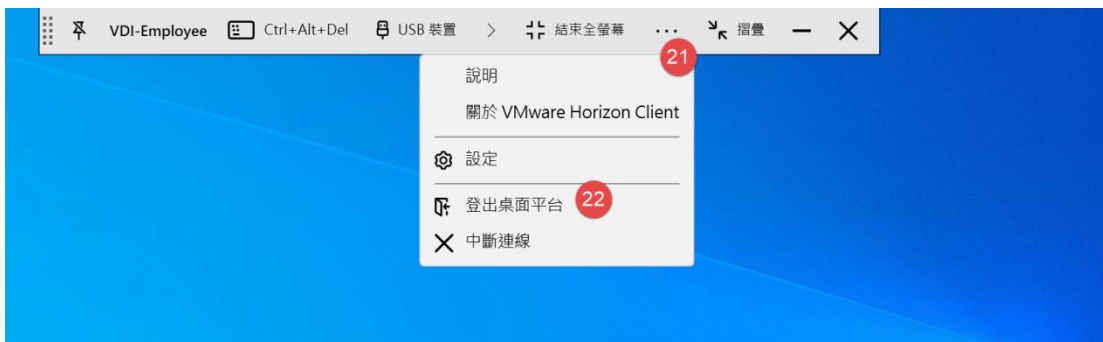 VDI-Employee Ctrl+Alt+Del USB 裝置 > 結束全螢幕 ... 摺疊
21
說明
關於 VMware Horizon Client
設定
登出桌面平台 22
中斷連線